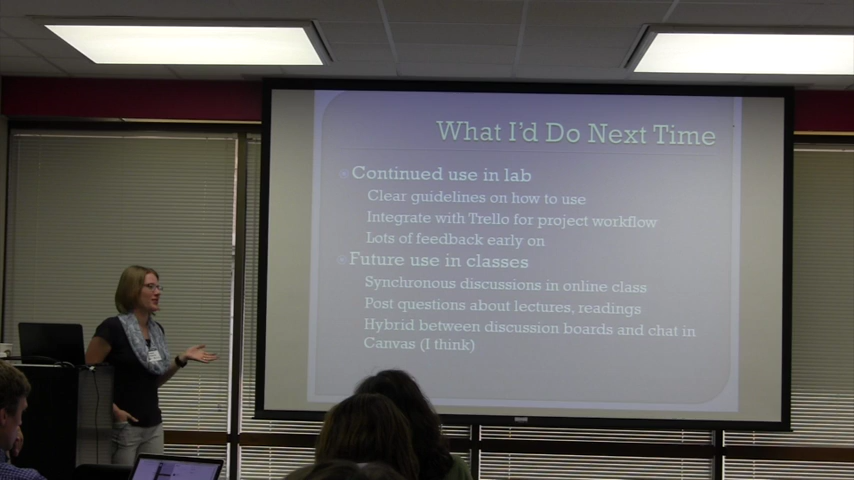 What I'd Do Next Time
Continued use in lab
Clear guidelines on how to use
Integrate with Trello for project workflow
Lots of feedback early on
Future use in classes
Synchronous discussions in online class
Post questions about lectures, readings
Hybrid between discussion boards and chat in
Canvas (I think)